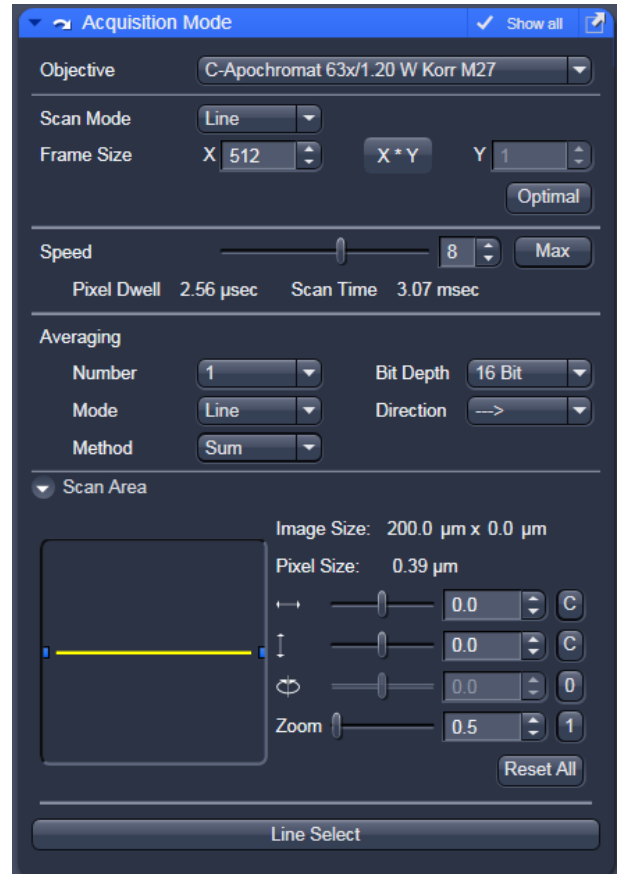 Acquisition Mode Show all
Objective C-Apochromat 63x/1.20 W Korr M27
Scan Mode Line
Frame Size X 512 X * Y Y 1
Optimal
Speed 8 Max
Pixel Dwell 2.56 µsec Scan Time 3.07 msec
Averaging
Number 1 Bit Depth 16 Bit
Mode Line Direction --->
Method Sum
Scan Area
Image Size: 200.0 µm x 0.0 µm
Pixel Size: 0.39 µm
0.0 C
0.0 C
0.0 0
Zoom 0.5 1
Reset All
Line Select